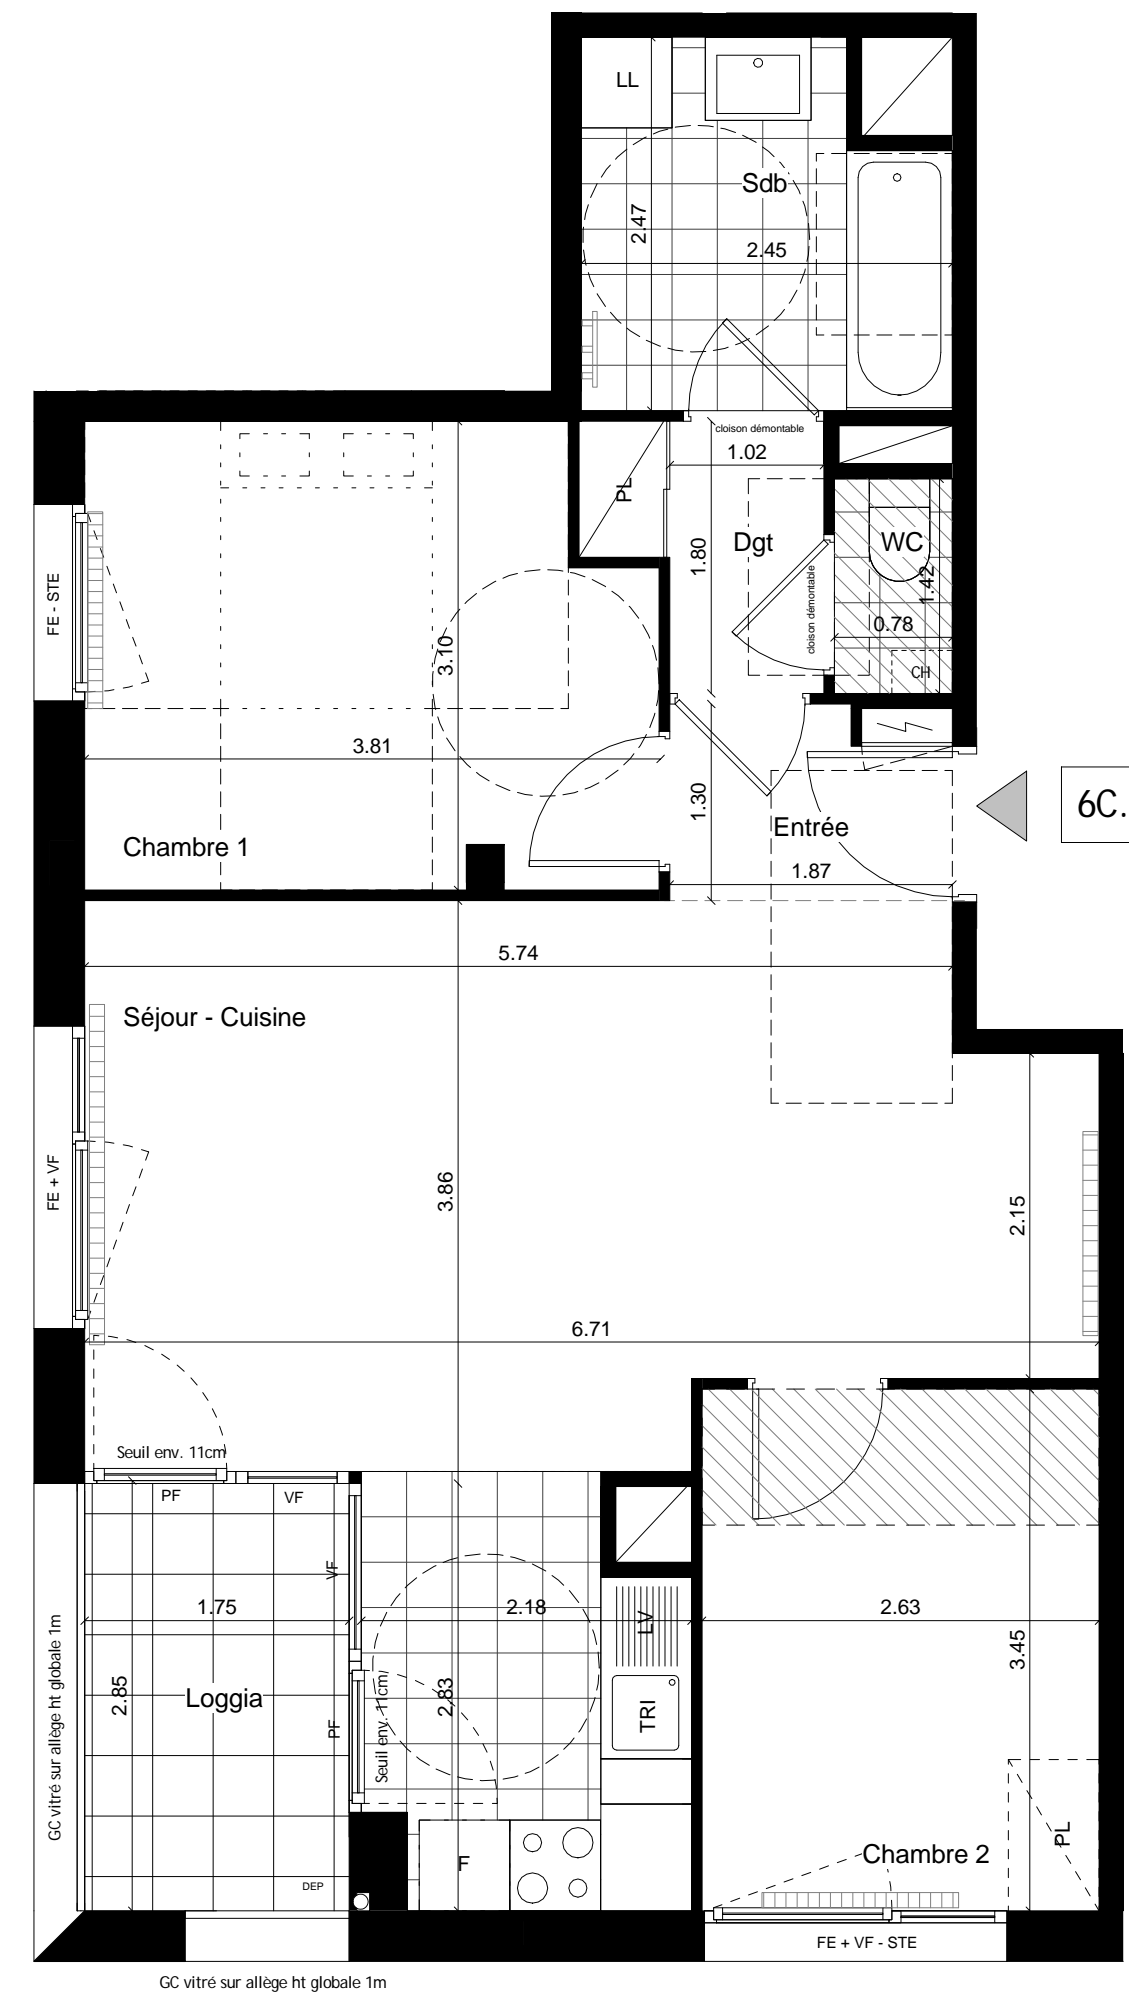 LL
Sdb
2.47
2.45
cloison démontable
1.02
PL
Dgt
WC
1.80
1.42
cloison démontable
0.78
CH
FE - STE
3.10
3.81
1.30
Entrée
6C.
Chambre 1
1.87
5.74
Séjour - Cuisine
FE + VF
3.86
2.15
6.71
Seuil env. 11cm
PF
VF
VF
1.75
2.18
LV
2.63
3.45
GC vitré sur allège ht globale 1m
2.85
Loggia
PF
Seuil env. 11cm
2.83
TRI
PL
Chambre 2
F
DEP
FE + VF - STE
GC vitré sur allège ht globale 1m